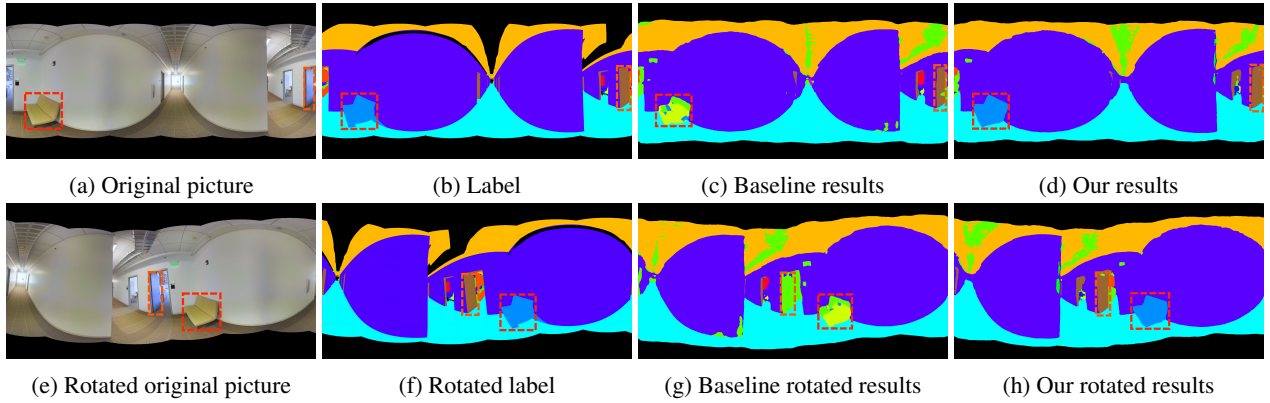 (a) Original picture
(b) Label
(c) Baseline results
(d) Our results
(e) Rotated original picture
(f) Rotated label
(g) Baseline rotated results
(h) Our rotated results